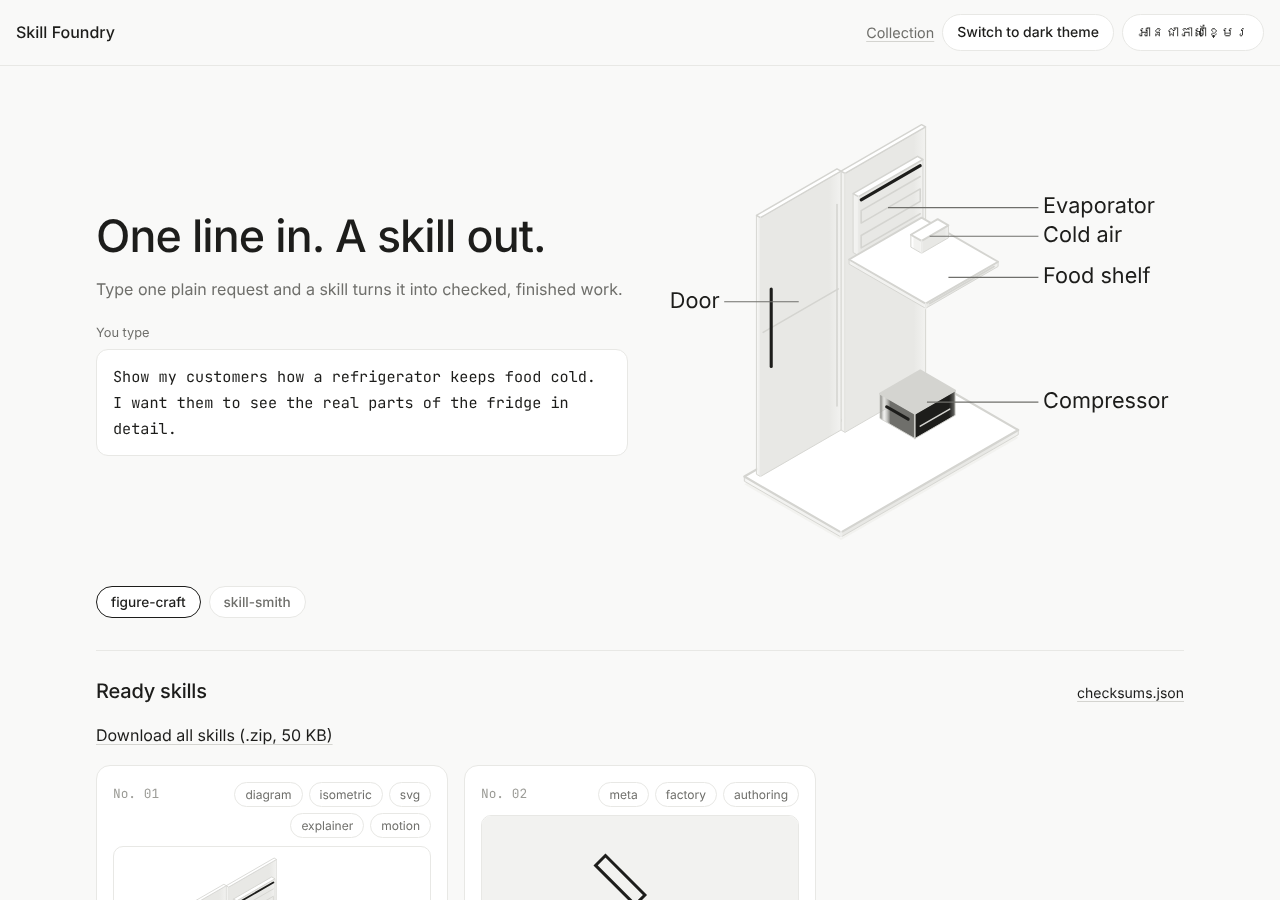 Skill Foundry
Collection
Switch to dark theme
អានជាភាសាខ្មែរ
One line in. A skill out.
Type one plain request and a skill turns it into checked, finished work.
You type
Show my customers how a refrigerator keeps food cold.
I want them to see the real parts of the fridge in
detail.
Evaporator
Cold air
Food shelf
Door
Compressor
figure-craft
skill-smith
Ready skills
checksums.json
Download all skills (.zip, 50 KB)
No. 01
diagram
isometric
svg
explainer
motion
No. 02
meta
factory
authoring